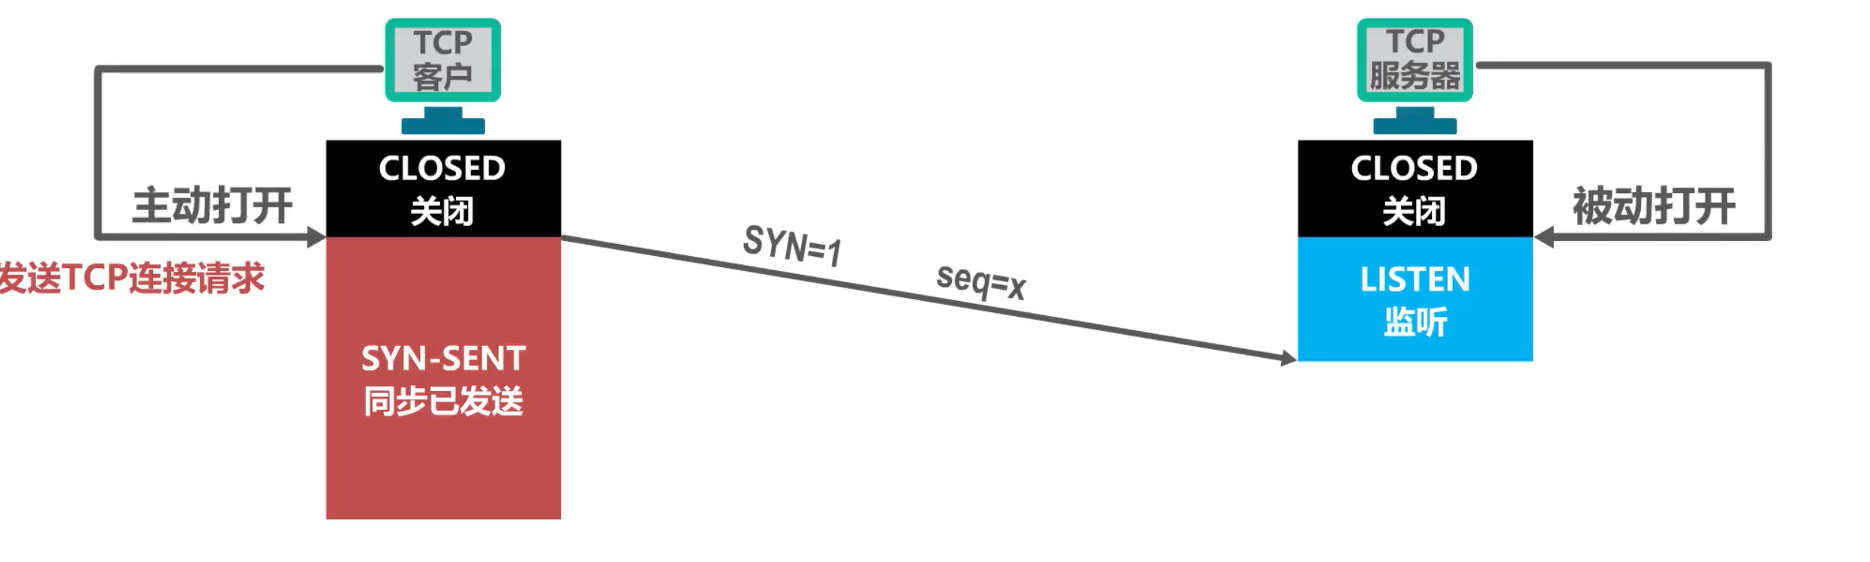 TCP
客户
TCP
服务器
CLOSED
关闭
CLOSED
关闭
主动打开
被动打开
发送TCP连接请求
SYN=1
seq=x
LISTEN
监听
SYN-SENT
同步已发送